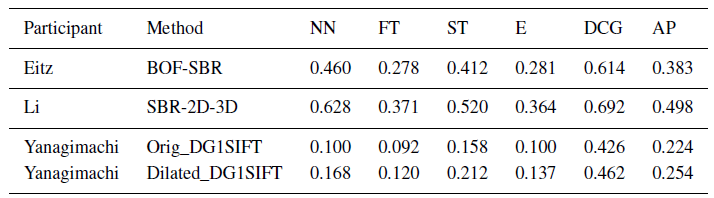 Participant Method NN FT ST E DCG AP
Eitz BOF-SBR 0.460 0.278 0.412 0.281 0.614 0.383
Li SBR-2D-3D 0.628 0.371 0.520 0.364 0.692 0.498
Yanagimachi Orig_DG1SIFT 0.100 0.092 0.158 0.100 0.426 0.224
Yanagimachi Dilated_DG1SIFT 0.168 0.120 0.212 0.137 0.462 0.254